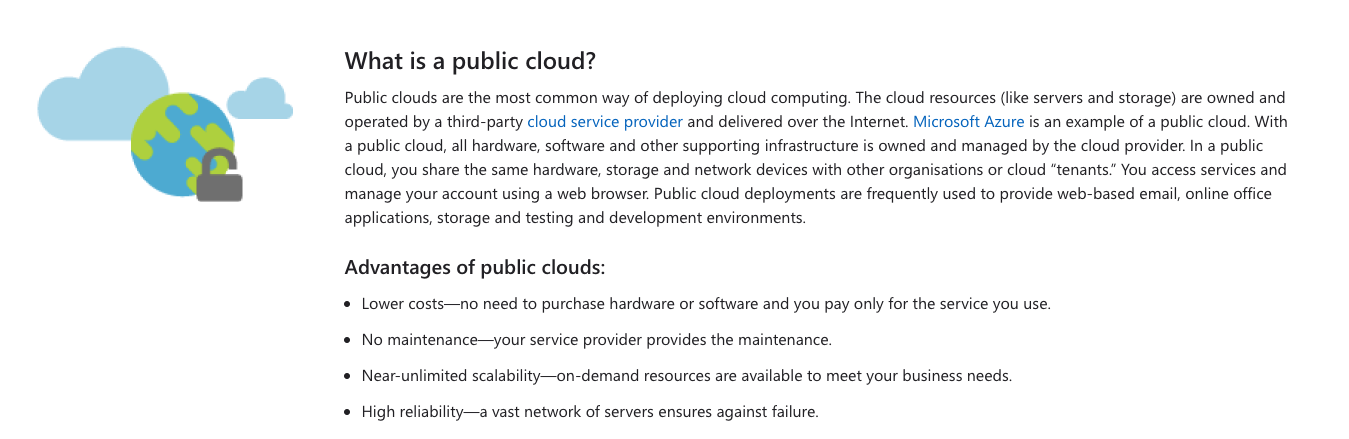 What is a public cloud?
Public clouds are the most common way of deploying cloud computing. The cloud resources (like servers and storage) are owned and
operated by a third-party cloud service provider and delivered over the Internet. Microsoft Azure is an example of a public cloud. With
a public cloud, all hardware, software and other supporting infrastructure is owned and managed by the cloud provider. In a public
cloud, you share the same hardware, storage and network devices with other organisations or cloud “tenants.” You access services and
manage your account using a web browser. Public cloud deployments are frequently used to provide web-based email, online office
applications, storage and testing and development environments.
Advantages of public clouds:
• Lower costs—no need to purchase hardware or software and you pay only for the service you use.
• No maintenance—your service provider provides the maintenance.
• Near-unlimited scalability—on-demand resources are available to meet your business needs.
• High reliability—a vast network of servers ensures against failure.